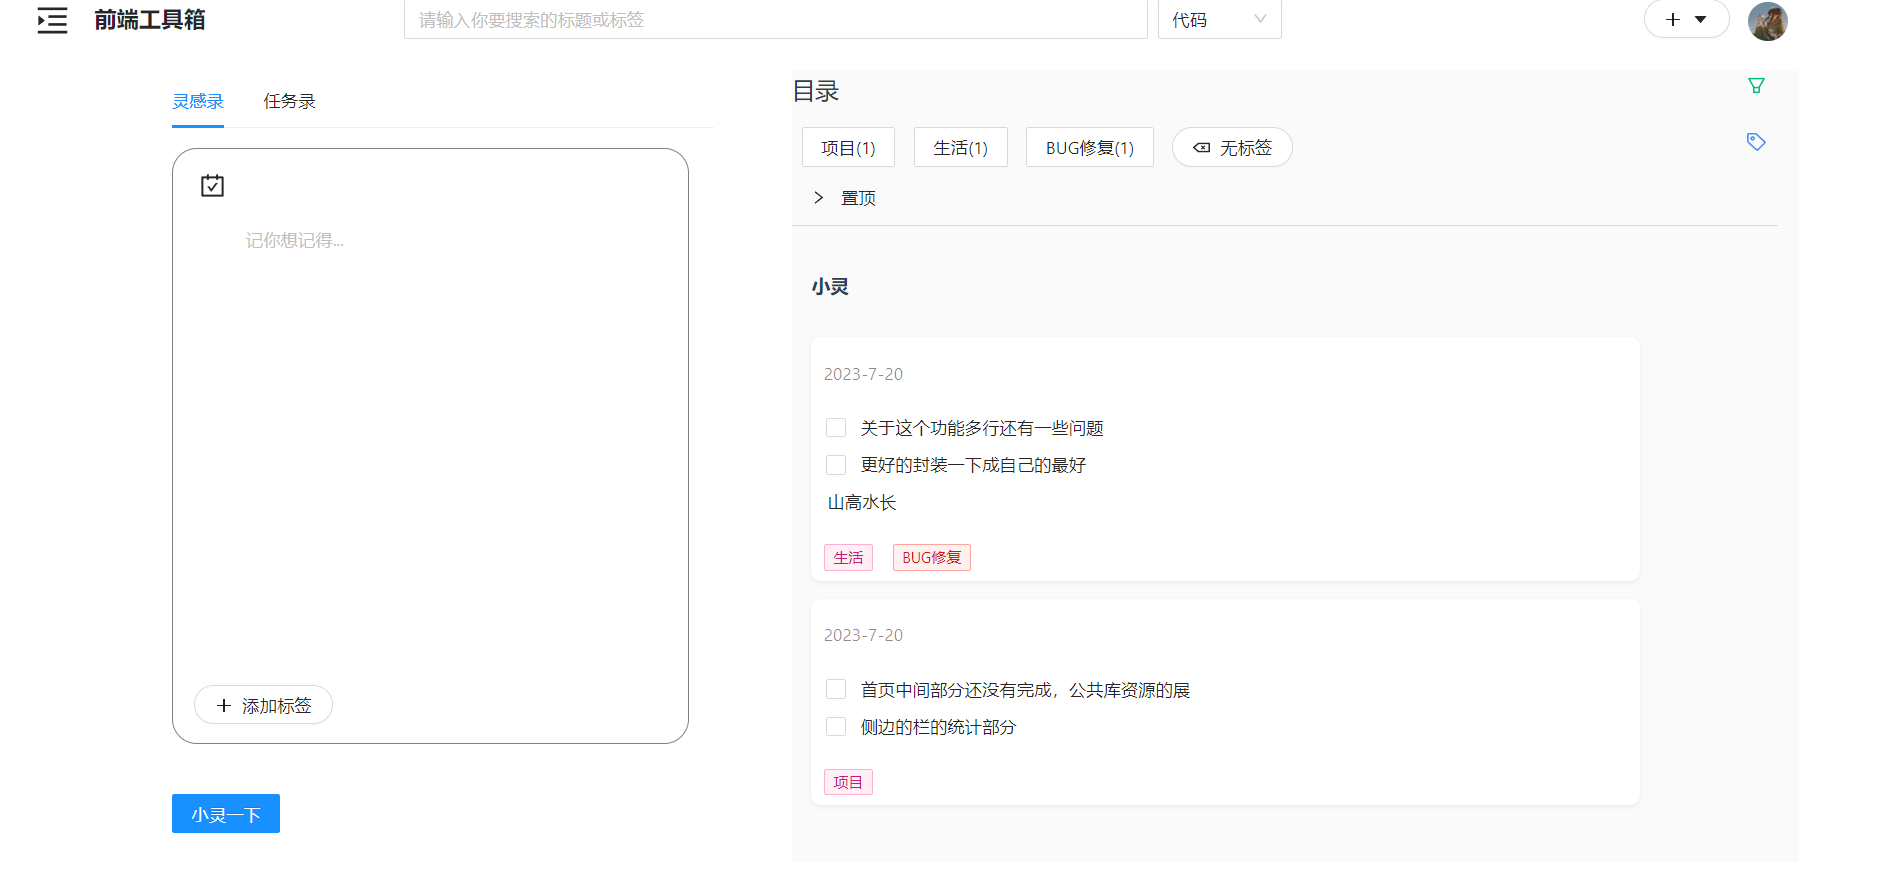 前端工具箱
请输入你要搜索的标题或标签
代码
灵感录
任务录
记你想记得...
添加标签
小灵一下
目录
项目(1)
生活(1)
BUG修复(1)
无标签
置顶
小灵
2023-7-20
关于这个功能多行还有一些问题
更好的封装一下成自己的最好
山高水长
生活
BUG修复
2023-7-20
首页中间部分还没有完成，公共库资源的展
侧边的栏的统计部分
项目